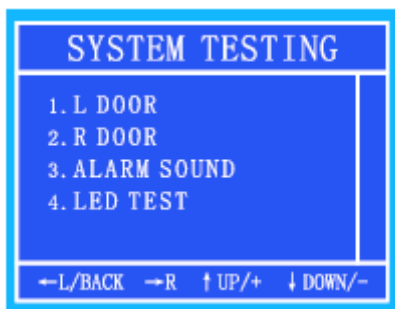 SYSTEM TESTING
1. L DOOR
2. R DOOR
3. ALARM SOUND
4. LED TEST
←L/BACK →R ↑UP/+ ↓DOWN/-